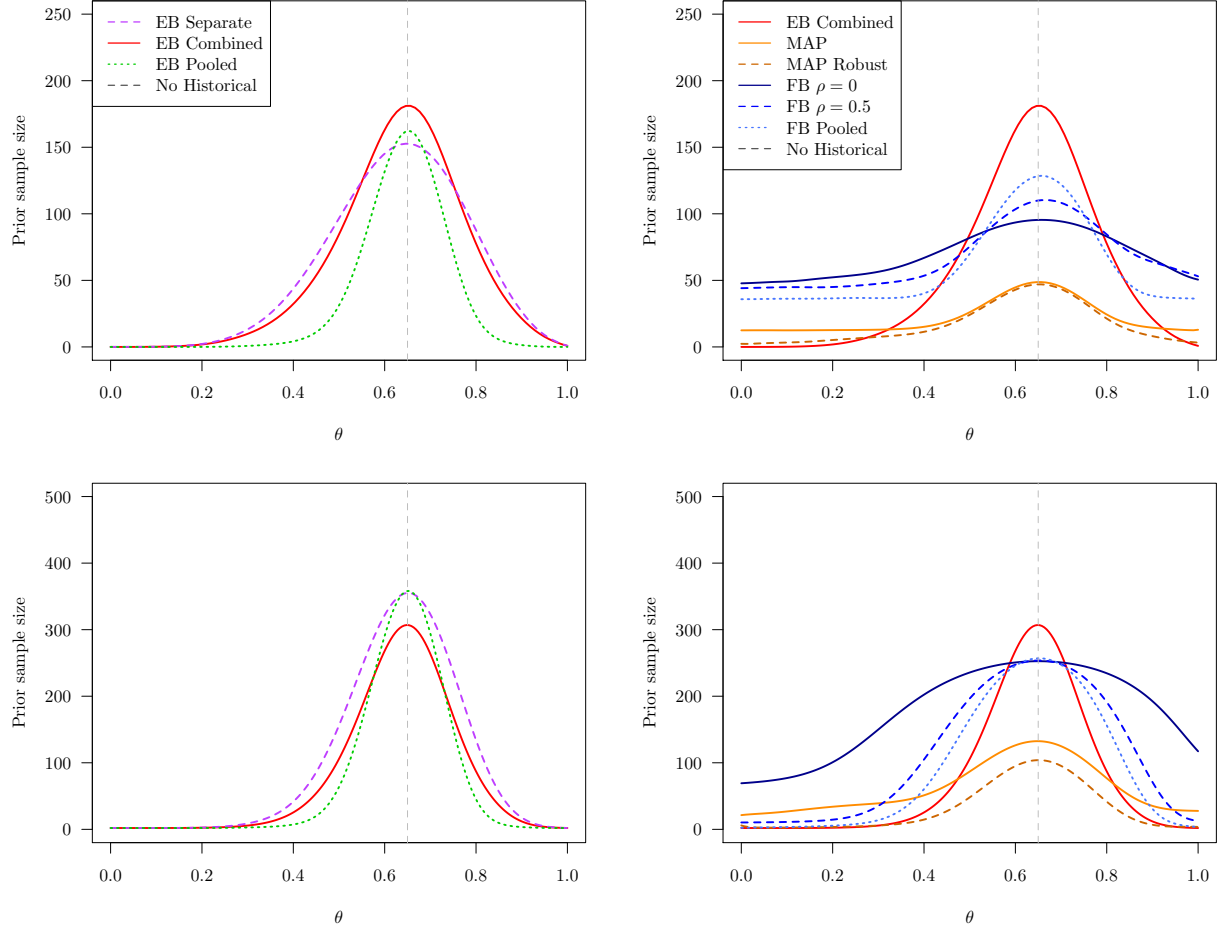 EB Separate
EB Combined
EB Pooled
No Historical
Prior sample size
250
200
150
100
50
0
0.0 0.2 0.4 0.6 0.8 1.0
θ
EB Combined
MAP
MAP Robust
FB ρ = 0
FB ρ = 0.5
FB Pooled
No Historical
Prior sample size
250
200
150
100
50
0
0.0 0.2 0.4 0.6 0.8 1.0
θ
Prior sample size
500
400
300
200
100
0
0.0 0.2 0.4 0.6 0.8 1.0
θ
Prior sample size
500
400
300
200
100
0
0.0 0.2 0.4 0.6 0.8 1.0
θ